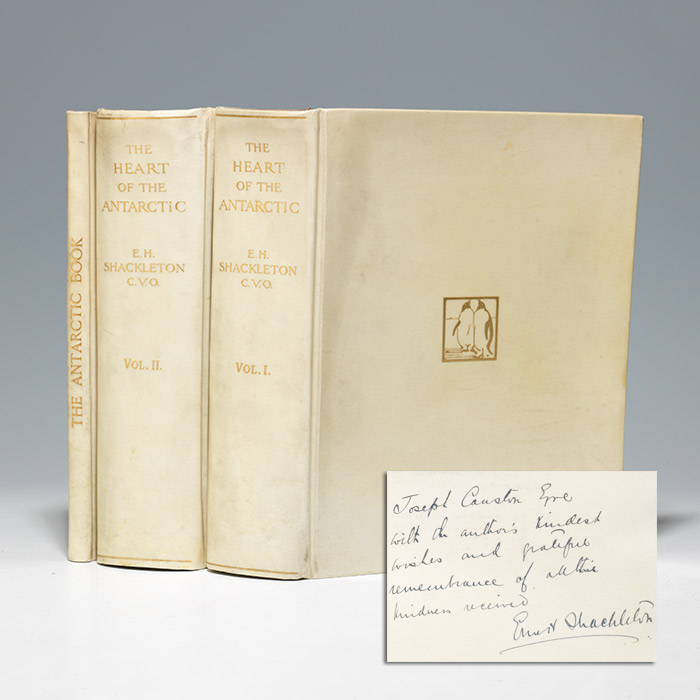 THE ANTARCTIC BOOK
THE
HEART
OF THE
ANTARCTIC
E.H.
SHACKLETON
C.V.O.
VOL. II.
THE
HEART
OF THE
ANTARCTIC
E.H.
SHACKLETON
C.V.O.
VOL. I.
Joseph Causton Esq
with the author's kindest
wishes and grateful
remembrance of all the
kindness received
Ernest Shackleton